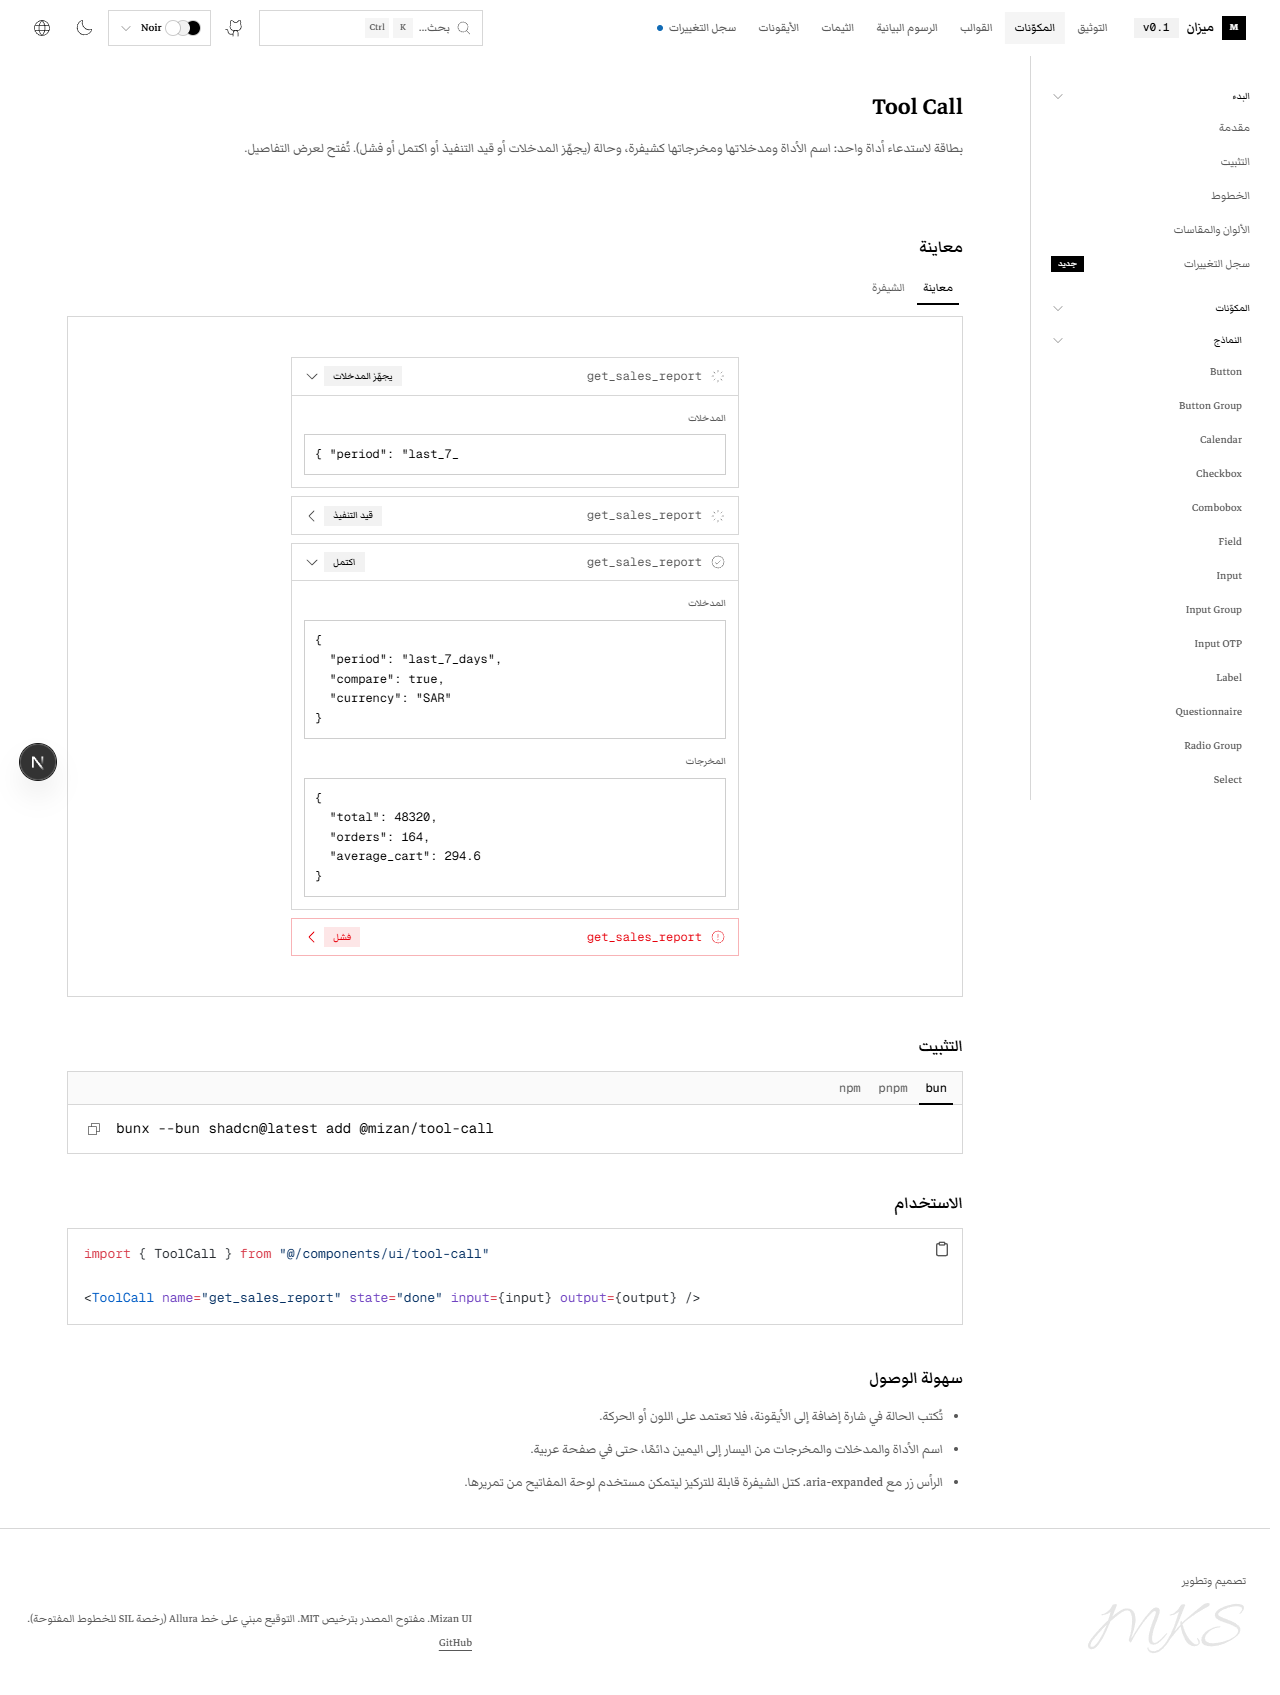 M ميزان v0.1 التوثيق المكوّنات القوالب الرسوم البيانية الثيمات الأيقونات سجل التغييرات بحث... K Ctrl Noir
البدء
مقدمة
التثبيت
الخطوط
الألوان والمقاسات
سجل التغييرات جديد
المكوّنات
النماذج
Button
Button Group
Calendar
Checkbox
Combobox
Field
Input
Input Group
Input OTP
Label
Questionnaire
Radio Group
Select
Tool Call
بطاقة لاستدعاء أداة واحد: اسم الأداة ومدخلاتها ومخرجاتها كشيفرة، وحالة (يجهّز المدخلات أو قيد التنفيذ أو اكتمل أو فشل). تُفتح لعرض التفاصيل.
معاينة
معاينة الشيفرة
get_sales_report يجهّز المدخلات
المدخلات
{ "period": "last_7_
get_sales_report قيد التنفيذ
get_sales_report اكتمل
المدخلات
{
"period": "last_7_days",
"compare": true,
"currency": "SAR"
}
المخرجات
{
"total": 48320,
"orders": 164,
"average_cart": 294.6
}
get_sales_report فشل
التثبيت
bun pnpm npm
bunx --bun shadcn@latest add @mizan/tool-call
الاستخدام
import { ToolCall } from "@/components/ui/tool-call"
<ToolCall name="get_sales_report" state="done" input={input} output={output} />
سهولة الوصول
• تُكتب الحالة في شارة إضافة إلى الأيقونة، فلا تعتمد على اللون أو الحركة.
• اسم الأداة والمدخلات والمخرجات من اليسار إلى اليمين دائمًا، حتى في صفحة عربية.
• الرأس زر مع aria-expanded. كتل الشيفرة قابلة للتركيز ليتمكن مستخدم لوحة المفاتيح من تمريرها.
تصميم وتطوير
MKS
Mizan UI. مفتوح المصدر بترخيص MIT. التوقيع مبني على خط Allura (رخصة SIL للخطوط المفتوحة).
GitHub